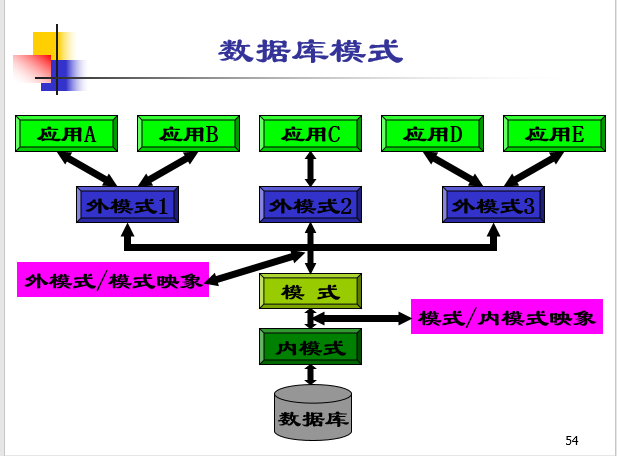 数据库模式
应用A
应用B
应用C
应用D
应用E
外模式1
外模式2
外模式3
外模式/模式映象
模 式
模式/内模式映象
内模式
数据库
54